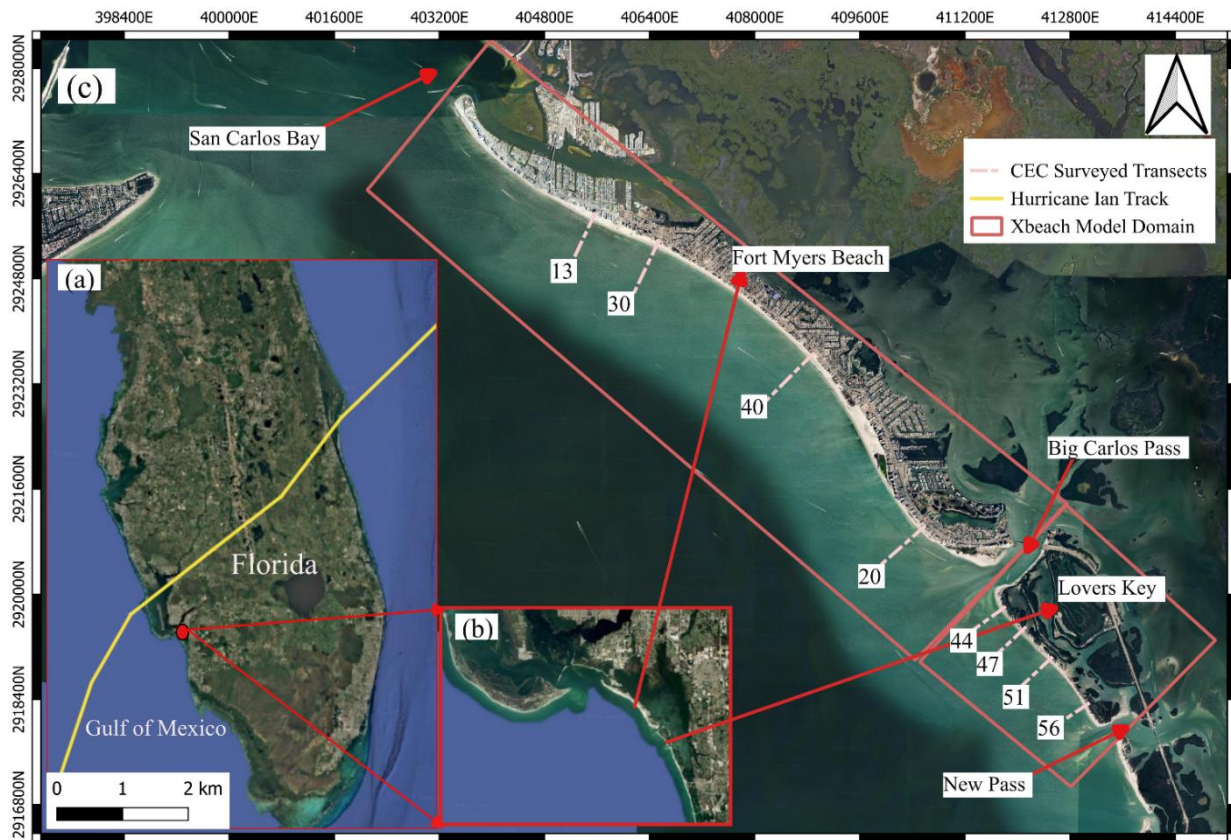 398400E 400000E 401600E 403200E 404800E 406400E 408000E 409600E 411200E 412800E 414400E
2928000N
2926400N
2924800N
2923200N
2921600N
2920000N
2918400N
2916800N
(c)
San Carlos Bay
CEC Surveyed Transects
Hurricane Ian Track
Xbeach Model Domain
Fort Myers Beach
13
30
40
20
Big Carlos Pass
Lovers Key
44
47
51
56
New Pass
(a)
Florida
Gulf of Mexico
0 1 2 km
(b)